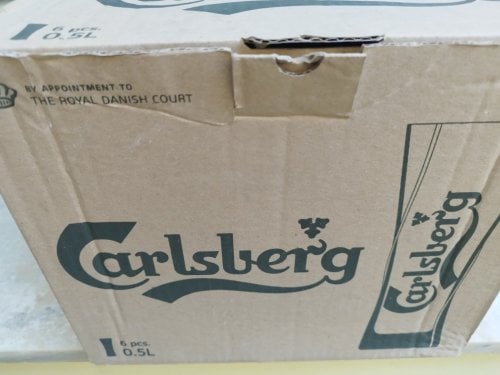 6 pcs.
0.5L
BY APPOINTMENT TO
THE ROYAL DANISH COURT
Carlsberg
Carlsberg
6 pcs.
0.5L